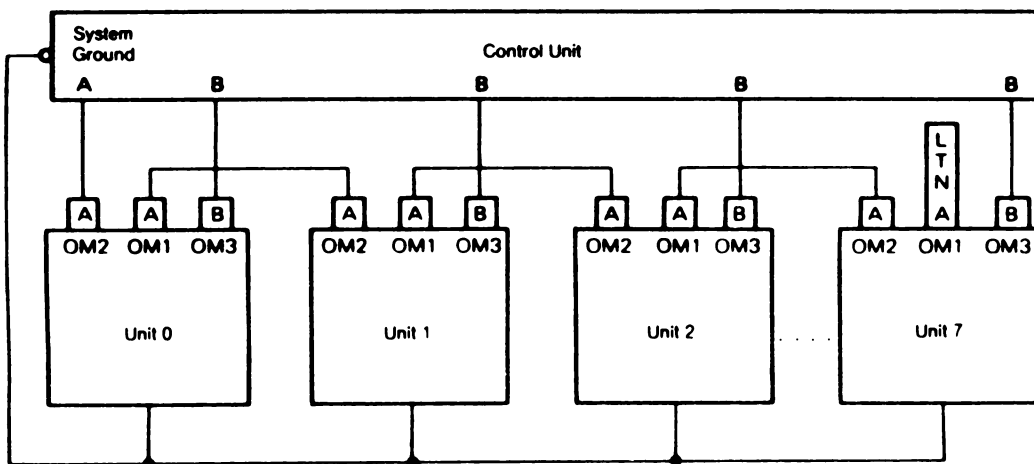 System
Ground
Control Unit
A B B B B
L
T
N
A A B A A B A A B A A B
OM2 OM1 OM3 OM2 OM1 OM3 OM2 OM1 OM3 OM2 OM1 OM3
Unit 0 Unit 1 Unit 2 Unit 7